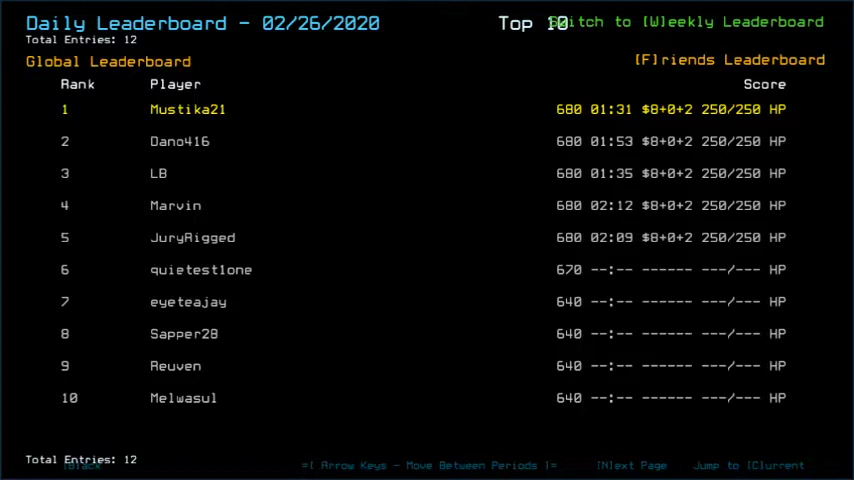 Daily Leaderboard - 02/26/2020 Top 10 Switch to [W]eekly Leaderboard
Total Entries: 12
Global Leaderboard [F]riends Leaderboard
Rank Player Score
1 Mustika21 680 01:31 $8+0+2 250/250 HP
2 Dano416 680 01:53 $8+0+2 250/250 HP
3 LB 680 01:35 $8+0+2 250/250 HP
4 Marvin 680 02:12 $8+0+2 250/250 HP
5 JuryRigged 680 02:09 $8+0+2 250/250 HP
6 quietest1one 670 --:-- ------ ---/--- HP
7 eyeteajay 640 --:-- ------ ---/--- HP
8 Sapper28 640 --:-- ------ ---/--- HP
9 Reuven 640 --:-- ------ ---/--- HP
10 Melwasul 640 --:-- ------ ---/--- HP
Total Entries: 12
[B]ack =[ Arrow Keys - Move Between Periods ]= [N]ext Page Jump to [C]urrent